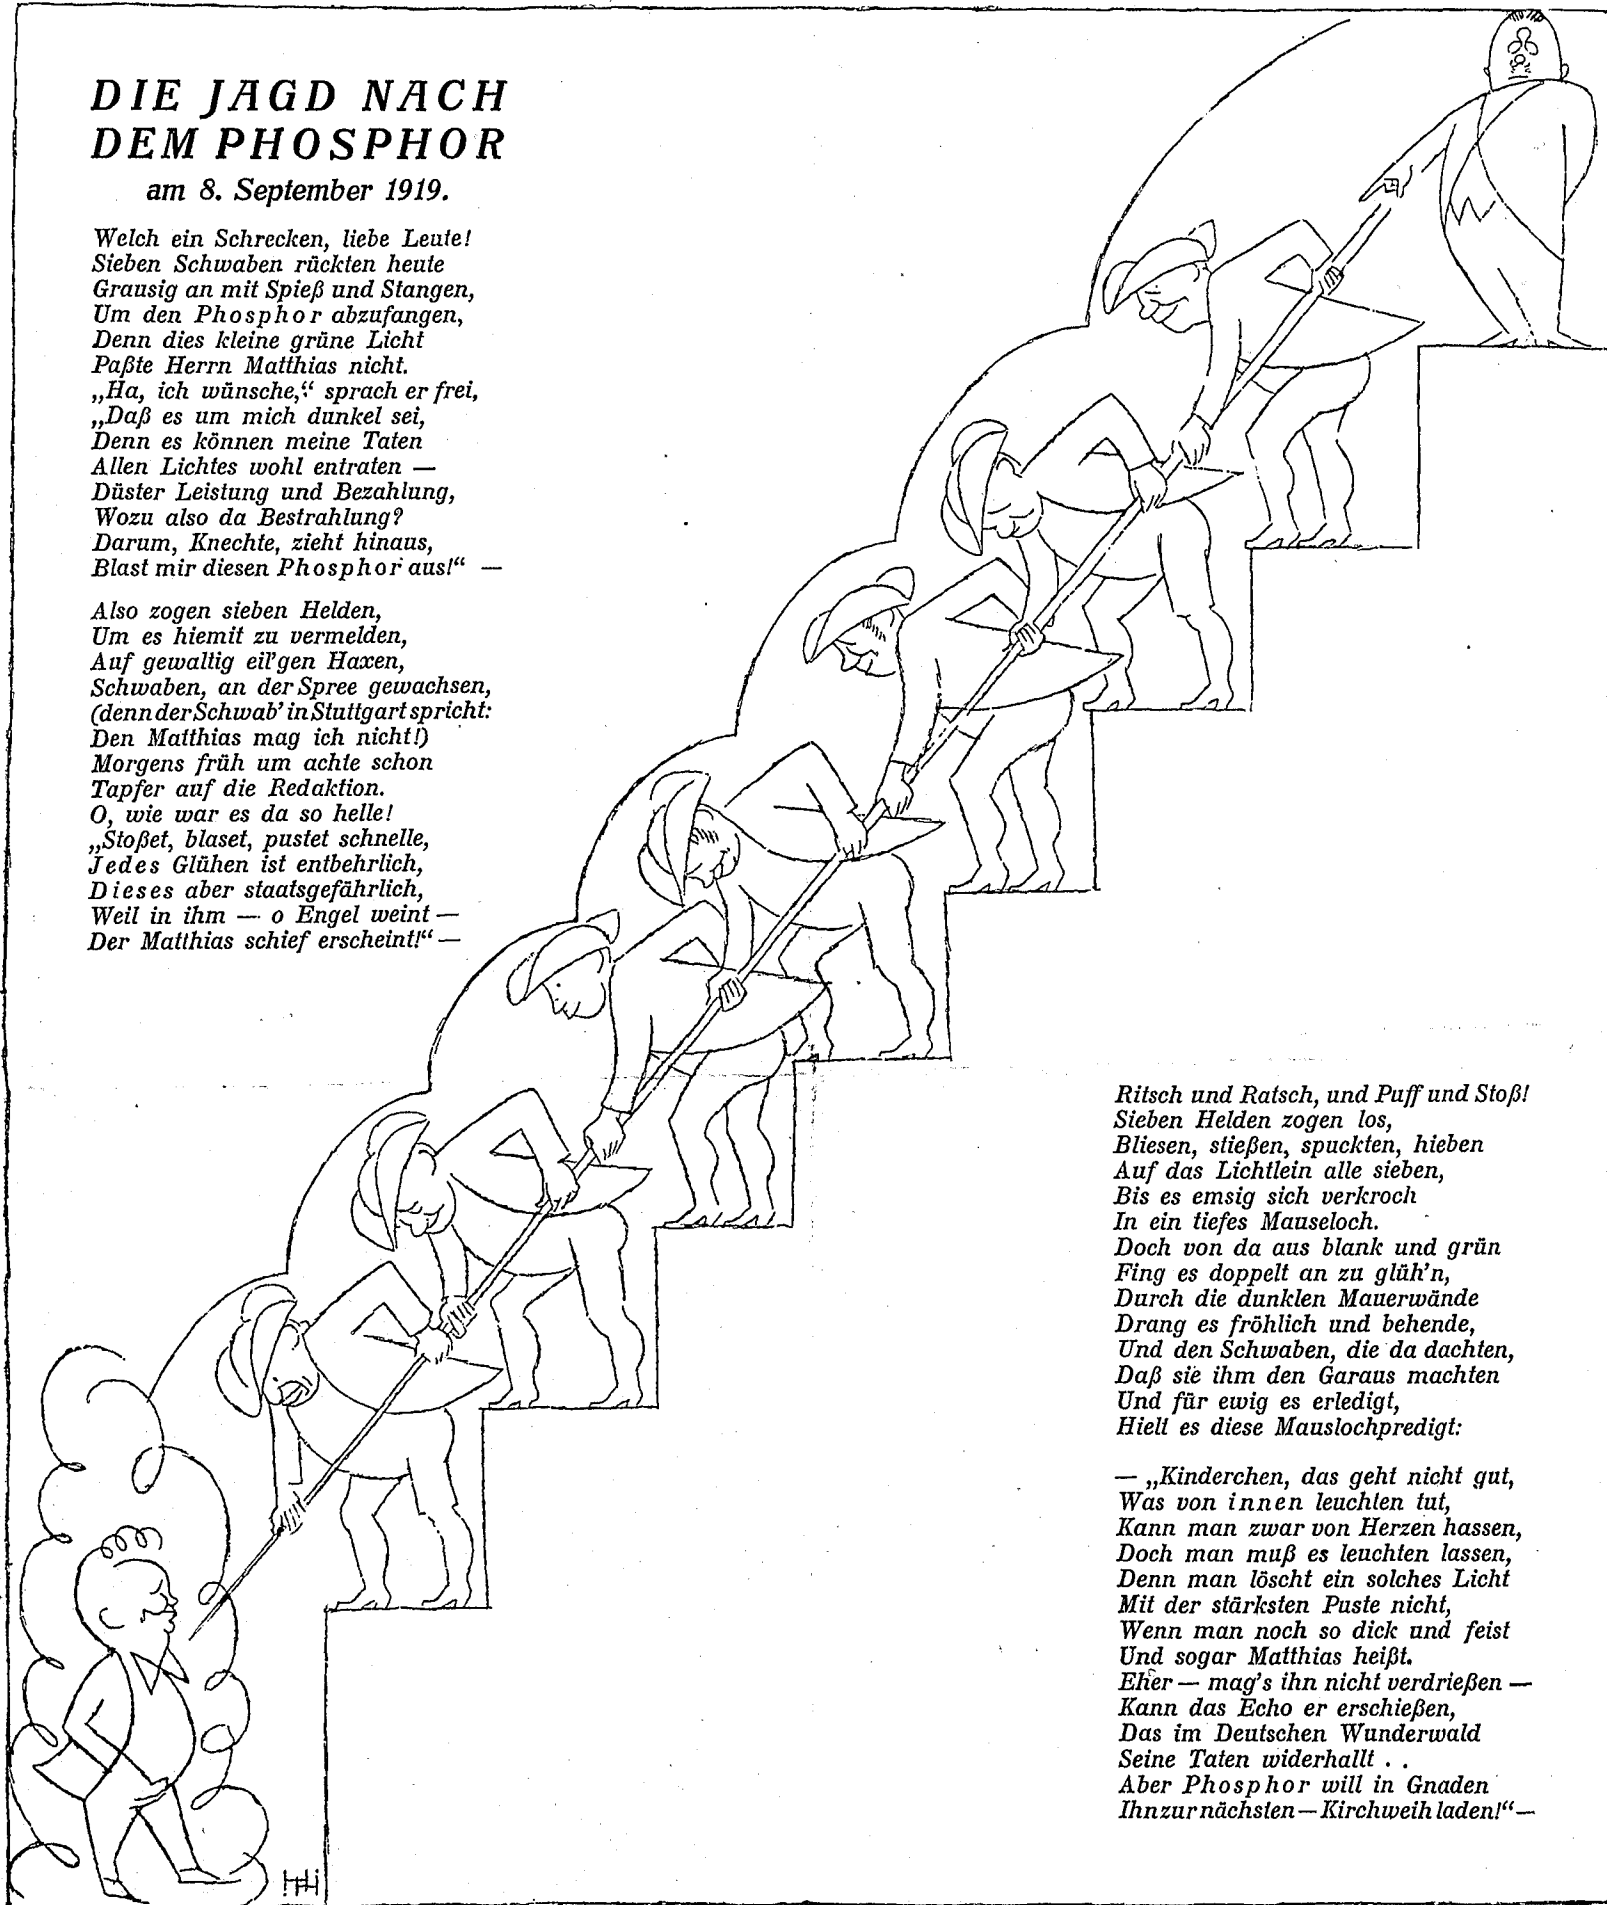 DIE JAGD NACH
DEM PHOSPHOR
am 8. September 1919.
Welch ein Schrecken, liebe Leute!
Sieben Schwaben rückten heute
Grausig an mit Spieß und Stangen,
Um den Phosphor abzufangen,
Denn dies kleine grüne Licht
Paßte Herrn Matthias nicht.
„Ha, ich wünsche,“ sprach er frei,
„Daß es um mich dunkel sei,
Denn es können meine Taten
Allen Lichtes wohl entraten —
Düster Leistung und Bezahlung,
Wozu also da Bestrahlung?
Darum, Knechte, zieht hinaus,
Blast mir diesen Phosphor aus!“ —
Also zogen sieben Helden,
Um es hiemit zu vermelden,
Auf gewaltig eil'gen Haxen,
Schwaben, an der Spree gewachsen,
(denn der Schwab' in Stuttgart spricht:
Den Matthias mag ich nicht!)
Morgens früh um achte schon
Tapfer auf die Redaktion.
O, wie war es da so helle!
„Stoßet, blaset, pustet schnelle,
Jedes Glühen ist entbehrlich,
Dieses aber staatsgefährlich,
Weil in ihm — o Engel weint —
Der Matthias schief erscheint!“ —
Ritsch und Ratsch, und Puff und Stoß!
Sieben Helden zogen los,
Bliesen, stießen, spuckten, hieben
Auf das Lichtlein alle sieben,
Bis es emsig sich verkroch
In ein tiefes Mauseloch.
Doch von da aus blank und grün
Fing es doppelt an zu glüh'n,
Durch die dunklen Mauerwände
Drang es fröhlich und behende,
Und den Schwaben, die da dachten,
Daß sie ihm den Garaus machten
Und für ewig es erledigt,
Hielt es diese Mauslochpredigt:
— „Kinderchen, das geht nicht gut,
Was von innen leuchten tut,
Kann man zwar von Herzen hassen,
Doch man muß es leuchten lassen,
Denn man löscht ein solches Licht
Mit der stärksten Puste nicht,
Wenn man noch so dick und feist
Und sogar Matthias heißt.
Eher — mag's ihn nicht verdrießen —
Kann das Echo er erschießen,
Das im Deutschen Wunderwald
Seine Taten widerhallt . .
Aber Phosphor will in Gnaden
Ihn zur nächsten — Kirchweih laden!“ —